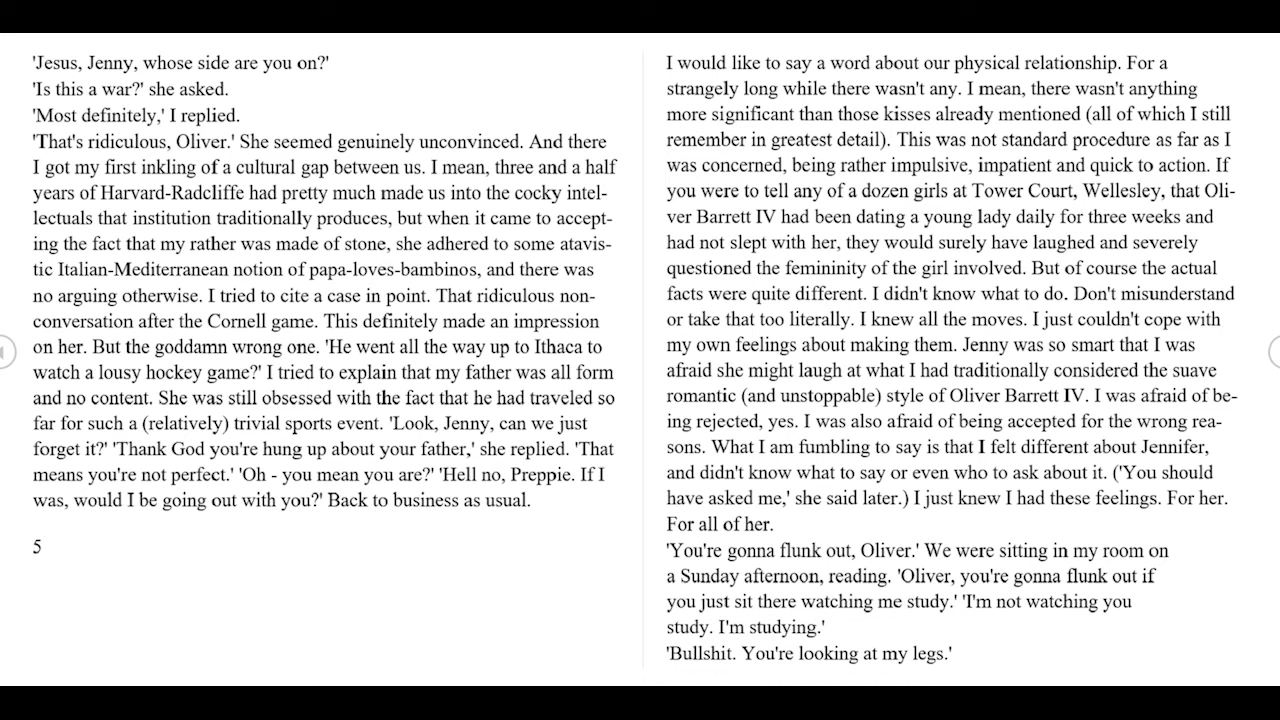 'Jesus, Jenny, whose side are you on?'
'Is this a war?' she asked.
'Most definitely,' I replied.
'That's ridiculous, Oliver.' She seemed genuinely unconvinced. And there
I got my first inkling of a cultural gap between us. I mean, three and a half
years of Harvard-Radcliffe had pretty much made us into the cocky intel-
lectuals that institution traditionally produces, but when it came to accept-
ing the fact that my rather was made of stone, she adhered to some atavis-
tic Italian-Mediterranean notion of papa-loves-bambinos, and there was
no arguing otherwise. I tried to cite a case in point. That ridiculous non-
conversation after the Cornell game. This definitely made an impression
on her. But the goddamn wrong one. 'He went all the way up to Ithaca to
watch a lousy hockey game?' I tried to explain that my father was all form
and no content. She was still obsessed with the fact that he had traveled so
far for such a (relatively) trivial sports event. 'Look, Jenny, can we just
forget it?' 'Thank God you're hung up about your father,' she replied. 'That
means you're not perfect.' 'Oh - you mean you are?' 'Hell no, Preppie. If I
was, would I be going out with you?' Back to business as usual.
5
I would like to say a word about our physical relationship. For a
strangely long while there wasn't any. I mean, there wasn't anything
more significant than those kisses already mentioned (all of which I still
remember in greatest detail). This was not standard procedure as far as I
was concerned, being rather impulsive, impatient and quick to action. If
you were to tell any of a dozen girls at Tower Court, Wellesley, that Oli-
ver Barrett IV had been dating a young lady daily for three weeks and
had not slept with her, they would surely have laughed and severely
questioned the femininity of the girl involved. But of course the actual
facts were quite different. I didn't know what to do. Don't misunderstand
or take that too literally. I knew all the moves. I just couldn't cope with
my own feelings about making them. Jenny was so smart that I was
afraid she might laugh at what I had traditionally considered the suave
romantic (and unstoppable) style of Oliver Barrett IV. I was afraid of be-
ing rejected, yes. I was also afraid of being accepted for the wrong rea-
sons. What I am fumbling to say is that I felt different about Jennifer,
and didn't know what to say or even who to ask about it. ('You should
have asked me,' she said later.) I just knew I had these feelings. For her.
For all of her.
'You're gonna flunk out, Oliver.' We were sitting in my room on
a Sunday afternoon, reading. 'Oliver, you're gonna flunk out if
you just sit there watching me study.' 'I'm not watching you
study. I'm studying.'
'Bullshit. You're looking at my legs.'